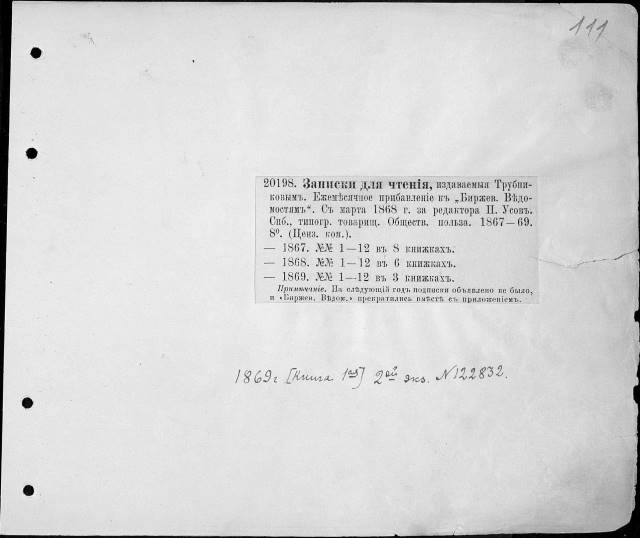 111
20198. Записки для чтенія, издаваемыя Трубни-
ковымъ. Ежемѣсячное прибавленіе къ „Биржев. Вѣдо-
мостямъ“. Съ марта 1868 г. за редактора П. Усовъ.
Спб., типогр. товарищ. Обществ. польза. 1867—69.
8⁰. (Ценз. коп.).
— 1867. №№ 1—12 въ 8 книжкахъ.
— 1868. №№ 1—12 въ 6 книжкахъ.
— 1869. №№ 1—12 въ 3 книжкахъ.
Примѣчаніе. На слѣдующій годъ подписки объявлено не было,
и «Биржев. Вѣдом.» прекратились вмѣстѣ съ приложеніемъ.
1869 г [Книга 1ая] 2ой экз. N122832.